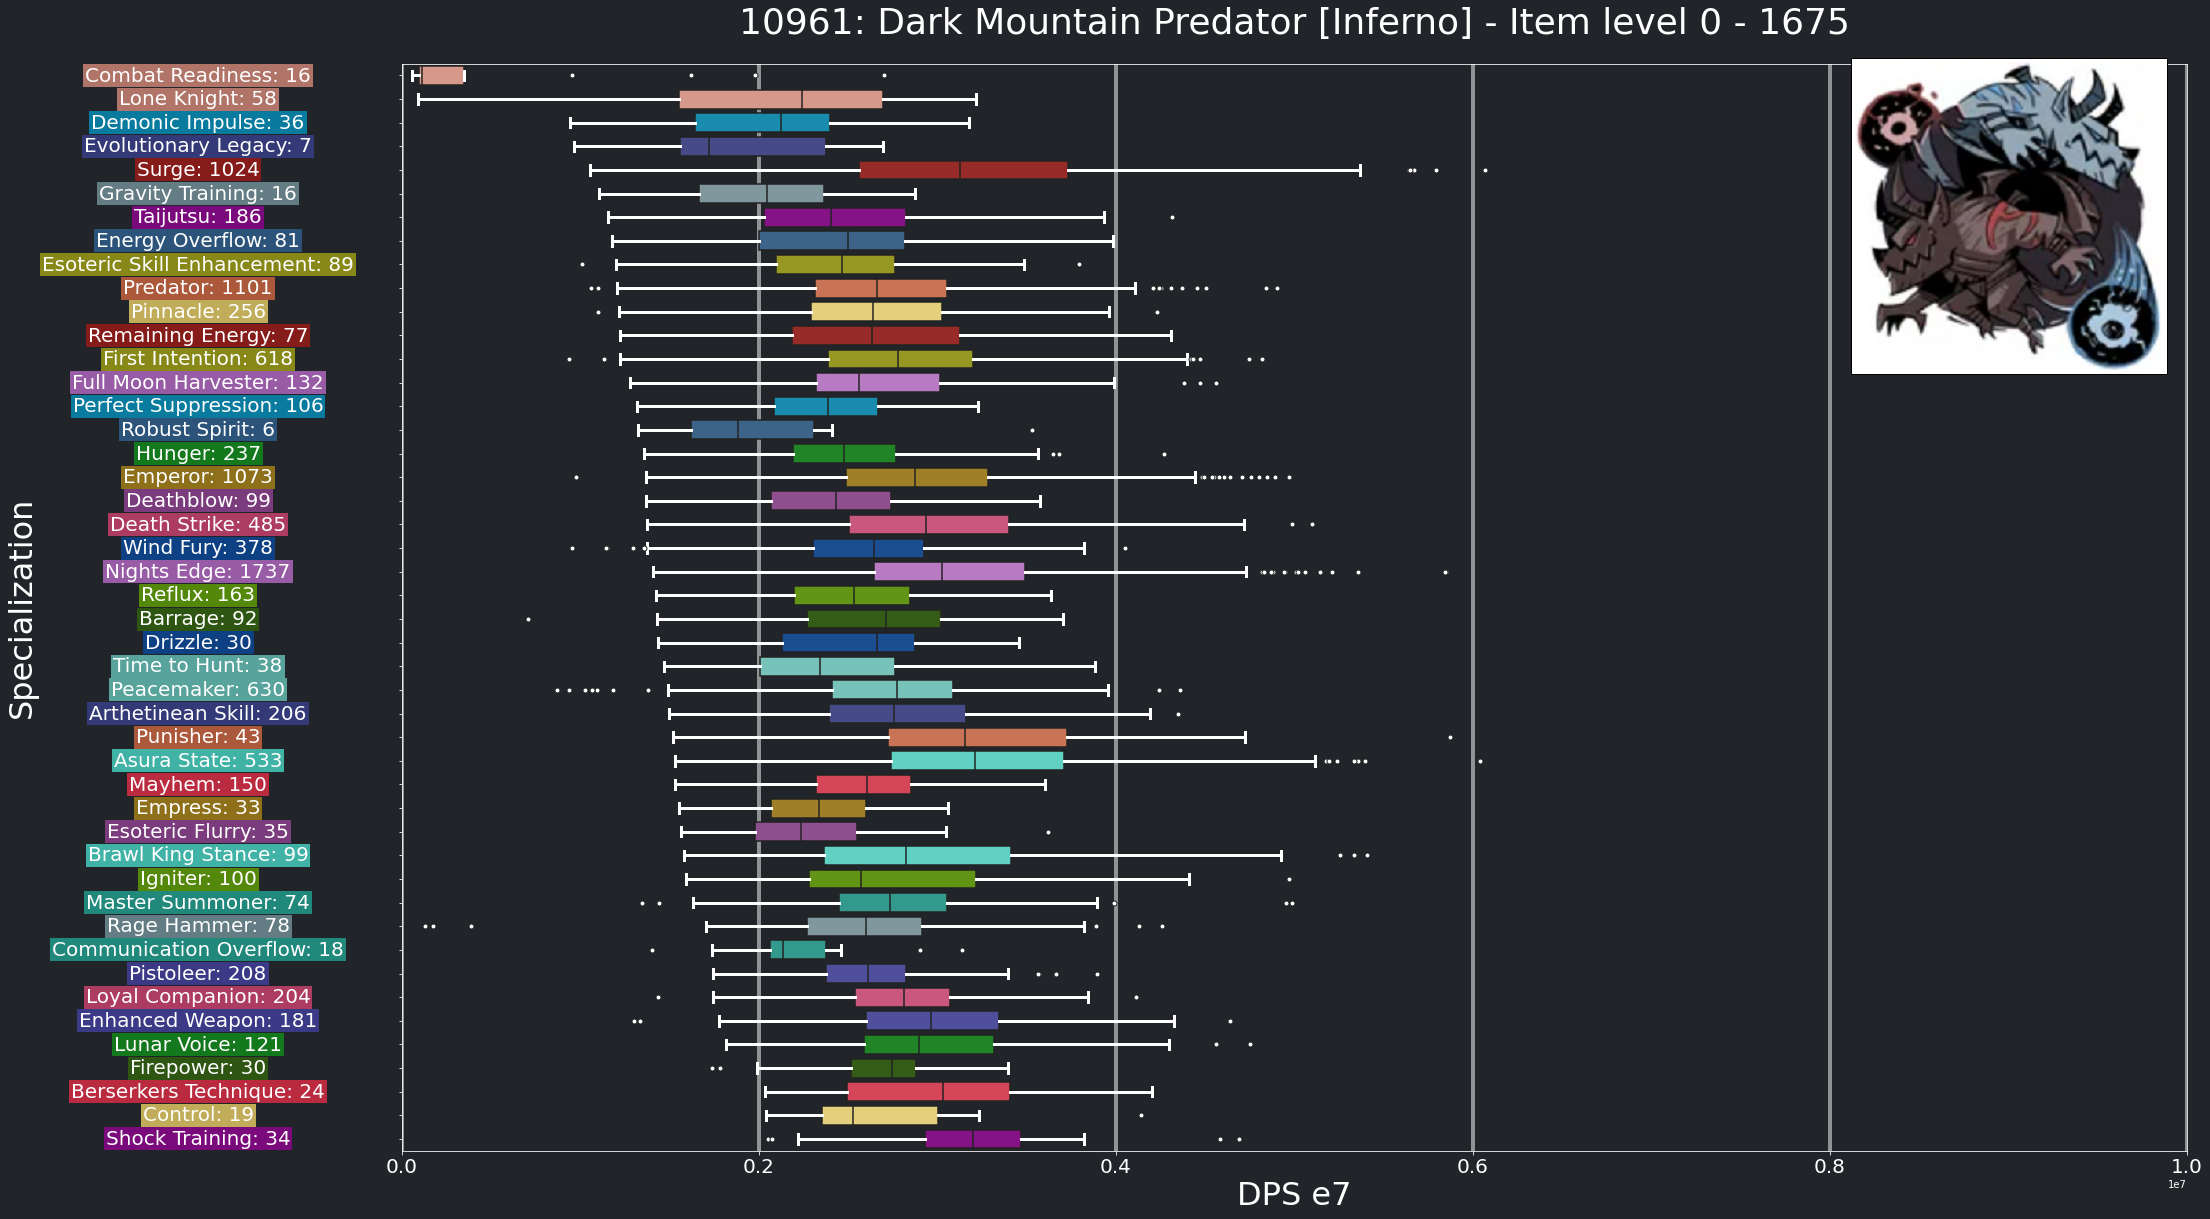 10961: Dark Mountain Predator [Inferno] - Item level 0 - 1675
Specialization
Combat Readiness: 16
Lone Knight: 58
Demonic Impulse: 36
Evolutionary Legacy: 7
Surge: 1024
Gravity Training: 16
Taijutsu: 186
Energy Overflow: 81
Esoteric Skill Enhancement: 89
Predator: 1101
Pinnacle: 256
Remaining Energy: 77
First Intention: 618
Full Moon Harvester: 132
Perfect Suppression: 106
Robust Spirit: 6
Hunger: 237
Emperor: 1073
Deathblow: 99
Death Strike: 485
Wind Fury: 378
Nights Edge: 1737
Reflux: 163
Barrage: 92
Drizzle: 30
Time to Hunt: 38
Peacemaker: 630
Arthetinean Skill: 206
Punisher: 43
Asura State: 533
Mayhem: 150
Empress: 33
Esoteric Flurry: 35
Brawl King Stance: 99
Igniter: 100
Master Summoner: 74
Rage Hammer: 78
Communication Overflow: 18
Pistoleer: 208
Loyal Companion: 204
Enhanced Weapon: 181
Lunar Voice: 121
Firepower: 30
Berserkers Technique: 24
Control: 19
Shock Training: 34
0.0 0.2 0.4 0.6 0.8 1.0
1e7
DPS e7